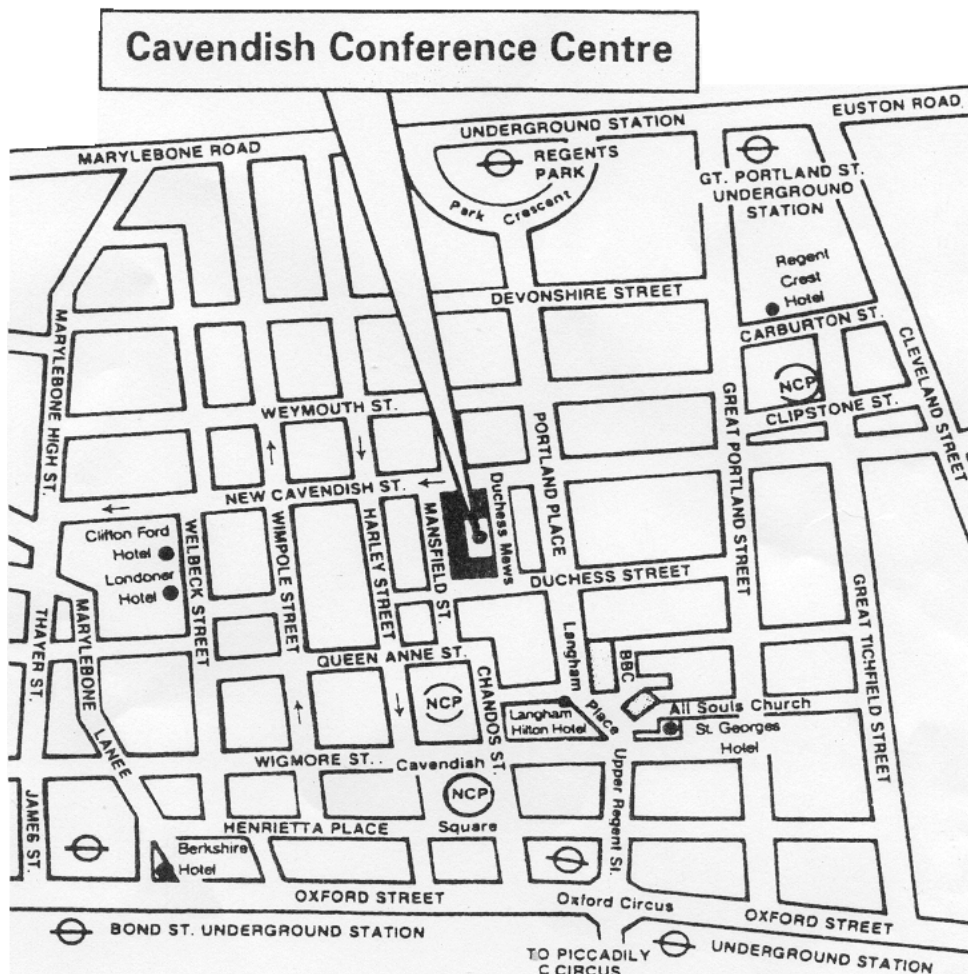 Cavendish Conference Centre
EUSTON ROAD
UNDERGROUND STATION
MARYLEBONE ROAD
REGENTS
PARK
Park Crescent
GT. PORTLAND ST.
UNDERGROUND
STATION
Regent
Crest
Hotel
DEVONSHIRE STREET
CARBURTON ST.
MARYLEBONE HIGH ST.
CLEVELAND STREET
NCP
WEYMOUTH ST.
CLIPSTONE ST.
PORTLAND PLACE
GREAT PORTLAND STREET
NEW CAVENDISH ST.
Duchess Mews
Clifton Ford
Hotel
Londoner
Hotel
WELBECK STREET
WIMPOLE STREET
HARLEY STREET
MANSFIELD ST.
DUCHESS STREET
GREAT TICHFIELD STREET
THAYER ST.
MARYLEBONE
LANEE
QUEEN ANNE ST.
CHANDOS ST.
Langham
Place
BBC
NCP
Langham
Hilton Hotel
All Souls Church
St. Georges
Hotel
WIGMORE ST..
Cavendish
NCP
Square
Upper Regent St.
JAMES ST.
HENRIETTA PLACE
Berkshire
Hotel
OXFORD STREET
Oxford Circus
OXFORD STREET
BOND ST. UNDERGROUND STATION
UNDERGROUND STATION
TO PICCADILY
C CIRCUS